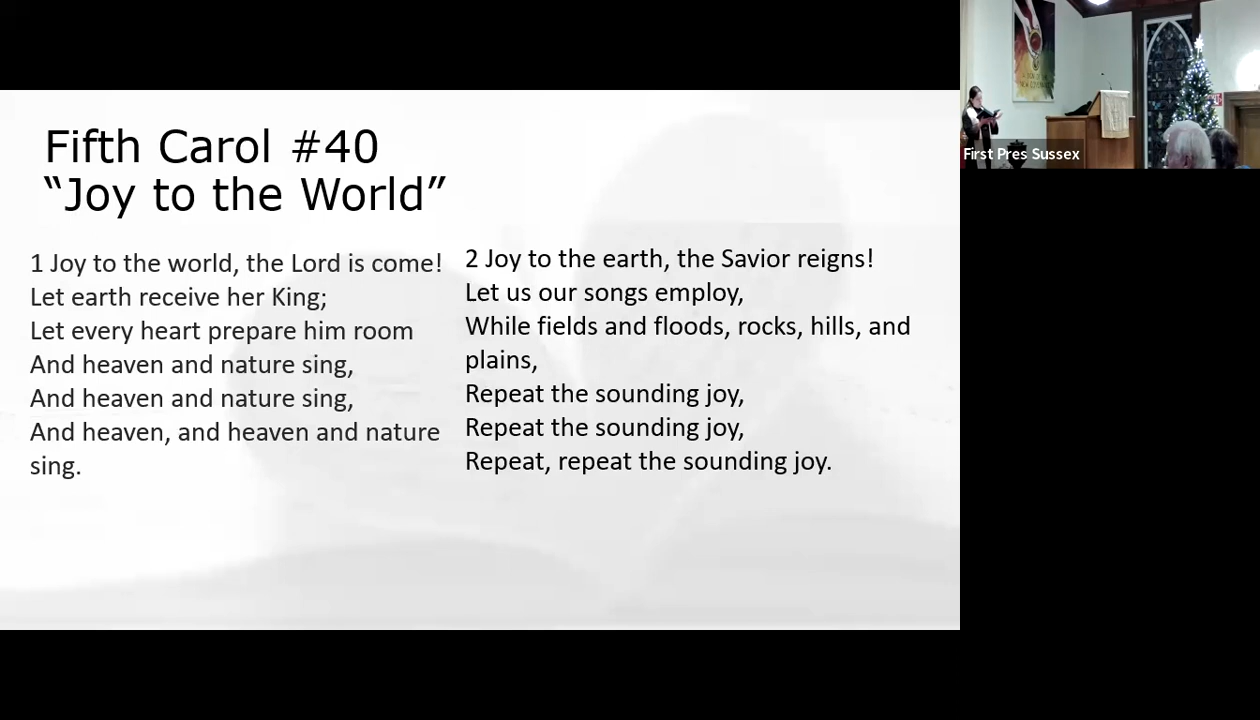 Fifth Carol #40
“Joy to the World”
1 Joy to the world, the Lord is come!
Let earth receive her King;
Let every heart prepare him room
And heaven and nature sing,
And heaven and nature sing,
And heaven, and heaven and nature
sing.
2 Joy to the earth, the Savior reigns!
Let us our songs employ,
While fields and floods, rocks, hills, and
plains,
Repeat the sounding joy,
Repeat the sounding joy,
Repeat, repeat the sounding joy.
First Pres Sussex